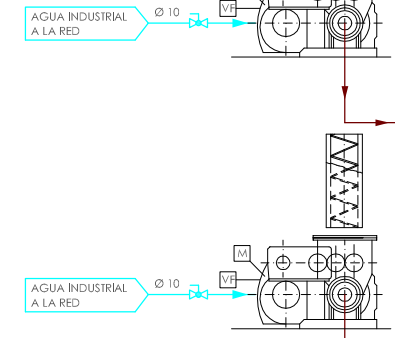 AGUA INDUSTRIAL
A LA RED
Ø 10
VF
M
VF
AGUA INDUSTRIAL
A LA RED
Ø 10